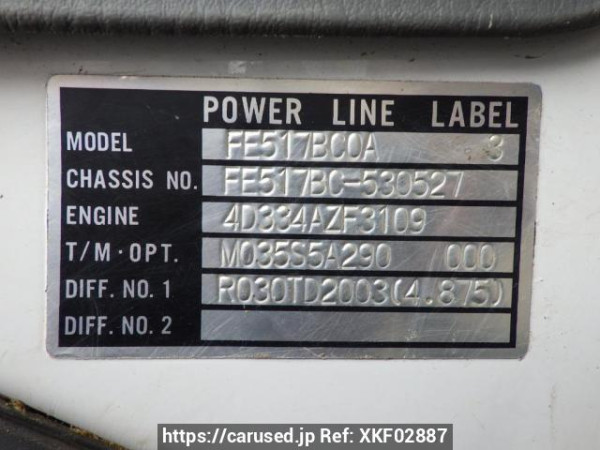 POWER LINE LABEL
MODEL FE517BC0A 3
CHASSIS NO. FE517BC-530527
ENGINE 4D334AZF3109
T/M·OPT. M035S5A290 000
DIFF. NO. 1 R030TD2003(4.875)
DIFF. NO. 2
https://carused.jp Ref: XKF02887